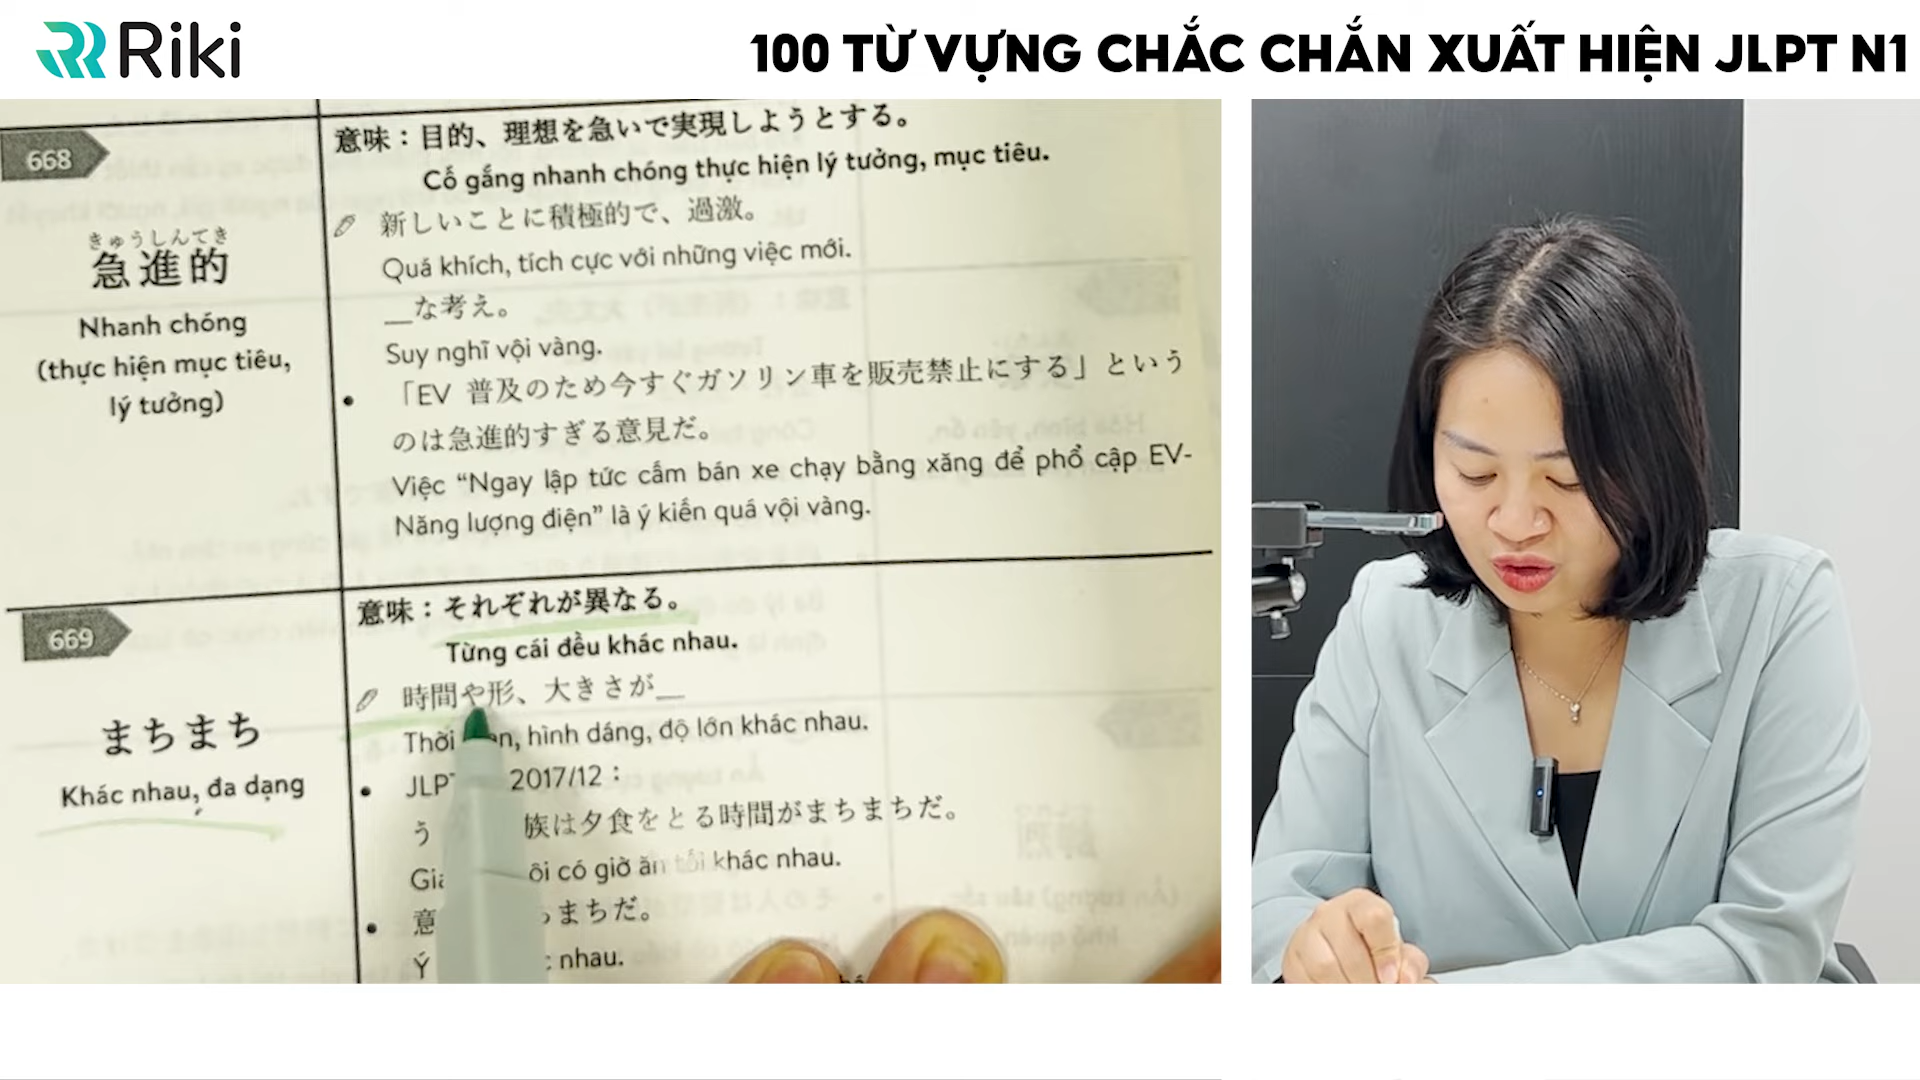 Riki
100 TỪ VỰNG CHẮC CHẮN XUẤT HIỆN JLPT N1
668
きゅうしんてき
急進的
Nhanh chóng
(thực hiện mục tiêu,
lý tưởng)
意味：目的、理想を急いで実現しようとする。
Cố gắng nhanh chóng thực hiện lý tưởng, mục tiêu.
新しいことに積極的で、過激。
Quá khích, tích cực với những việc mới.
__な考え。
Suy nghĩ vội vàng.
• 「EV 普及のため今すぐガソリン車を販売禁止にする」という
のは急進的すぎる意見だ。
Việc “Ngay lập tức cấm bán xe chạy bằng xăng để phổ cập EV-
Năng lượng điện” là ý kiến quá vội vàng.
669
まちまち
Khác nhau, đa dạng
意味：それぞれが異なる。
Từng cái đều khác nhau.
時間や形、大きさが__
Thời n, hình dáng, độ lớn khác nhau.
• JLP 2017/12：
う 族は夕食をとる時間がまちまちだ。
Gia ôi có giờ ăn tối khác nhau.
• 意 まちだ。
Ý nhau.